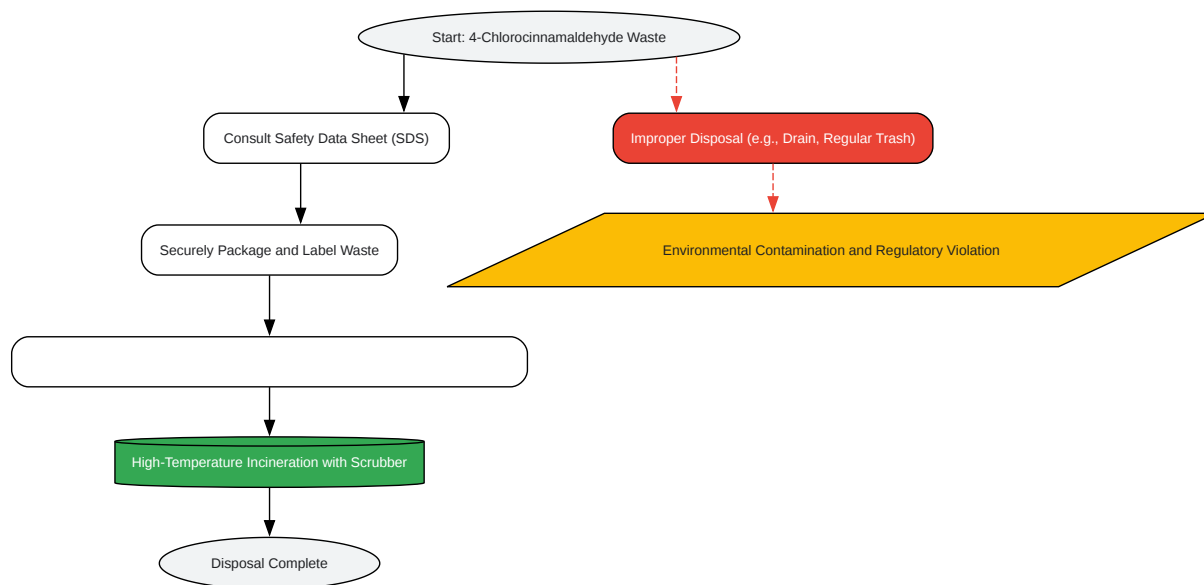 Start: 4-Chlorocinnamaldehyde Waste
Consult Safety Data Sheet (SDS)
Improper Disposal (e.g., Drain, Regular Trash)
Securely Package and Label Waste
Environmental Contamination and Regulatory Violation
High-Temperature Incineration with Scrubber
Disposal Complete